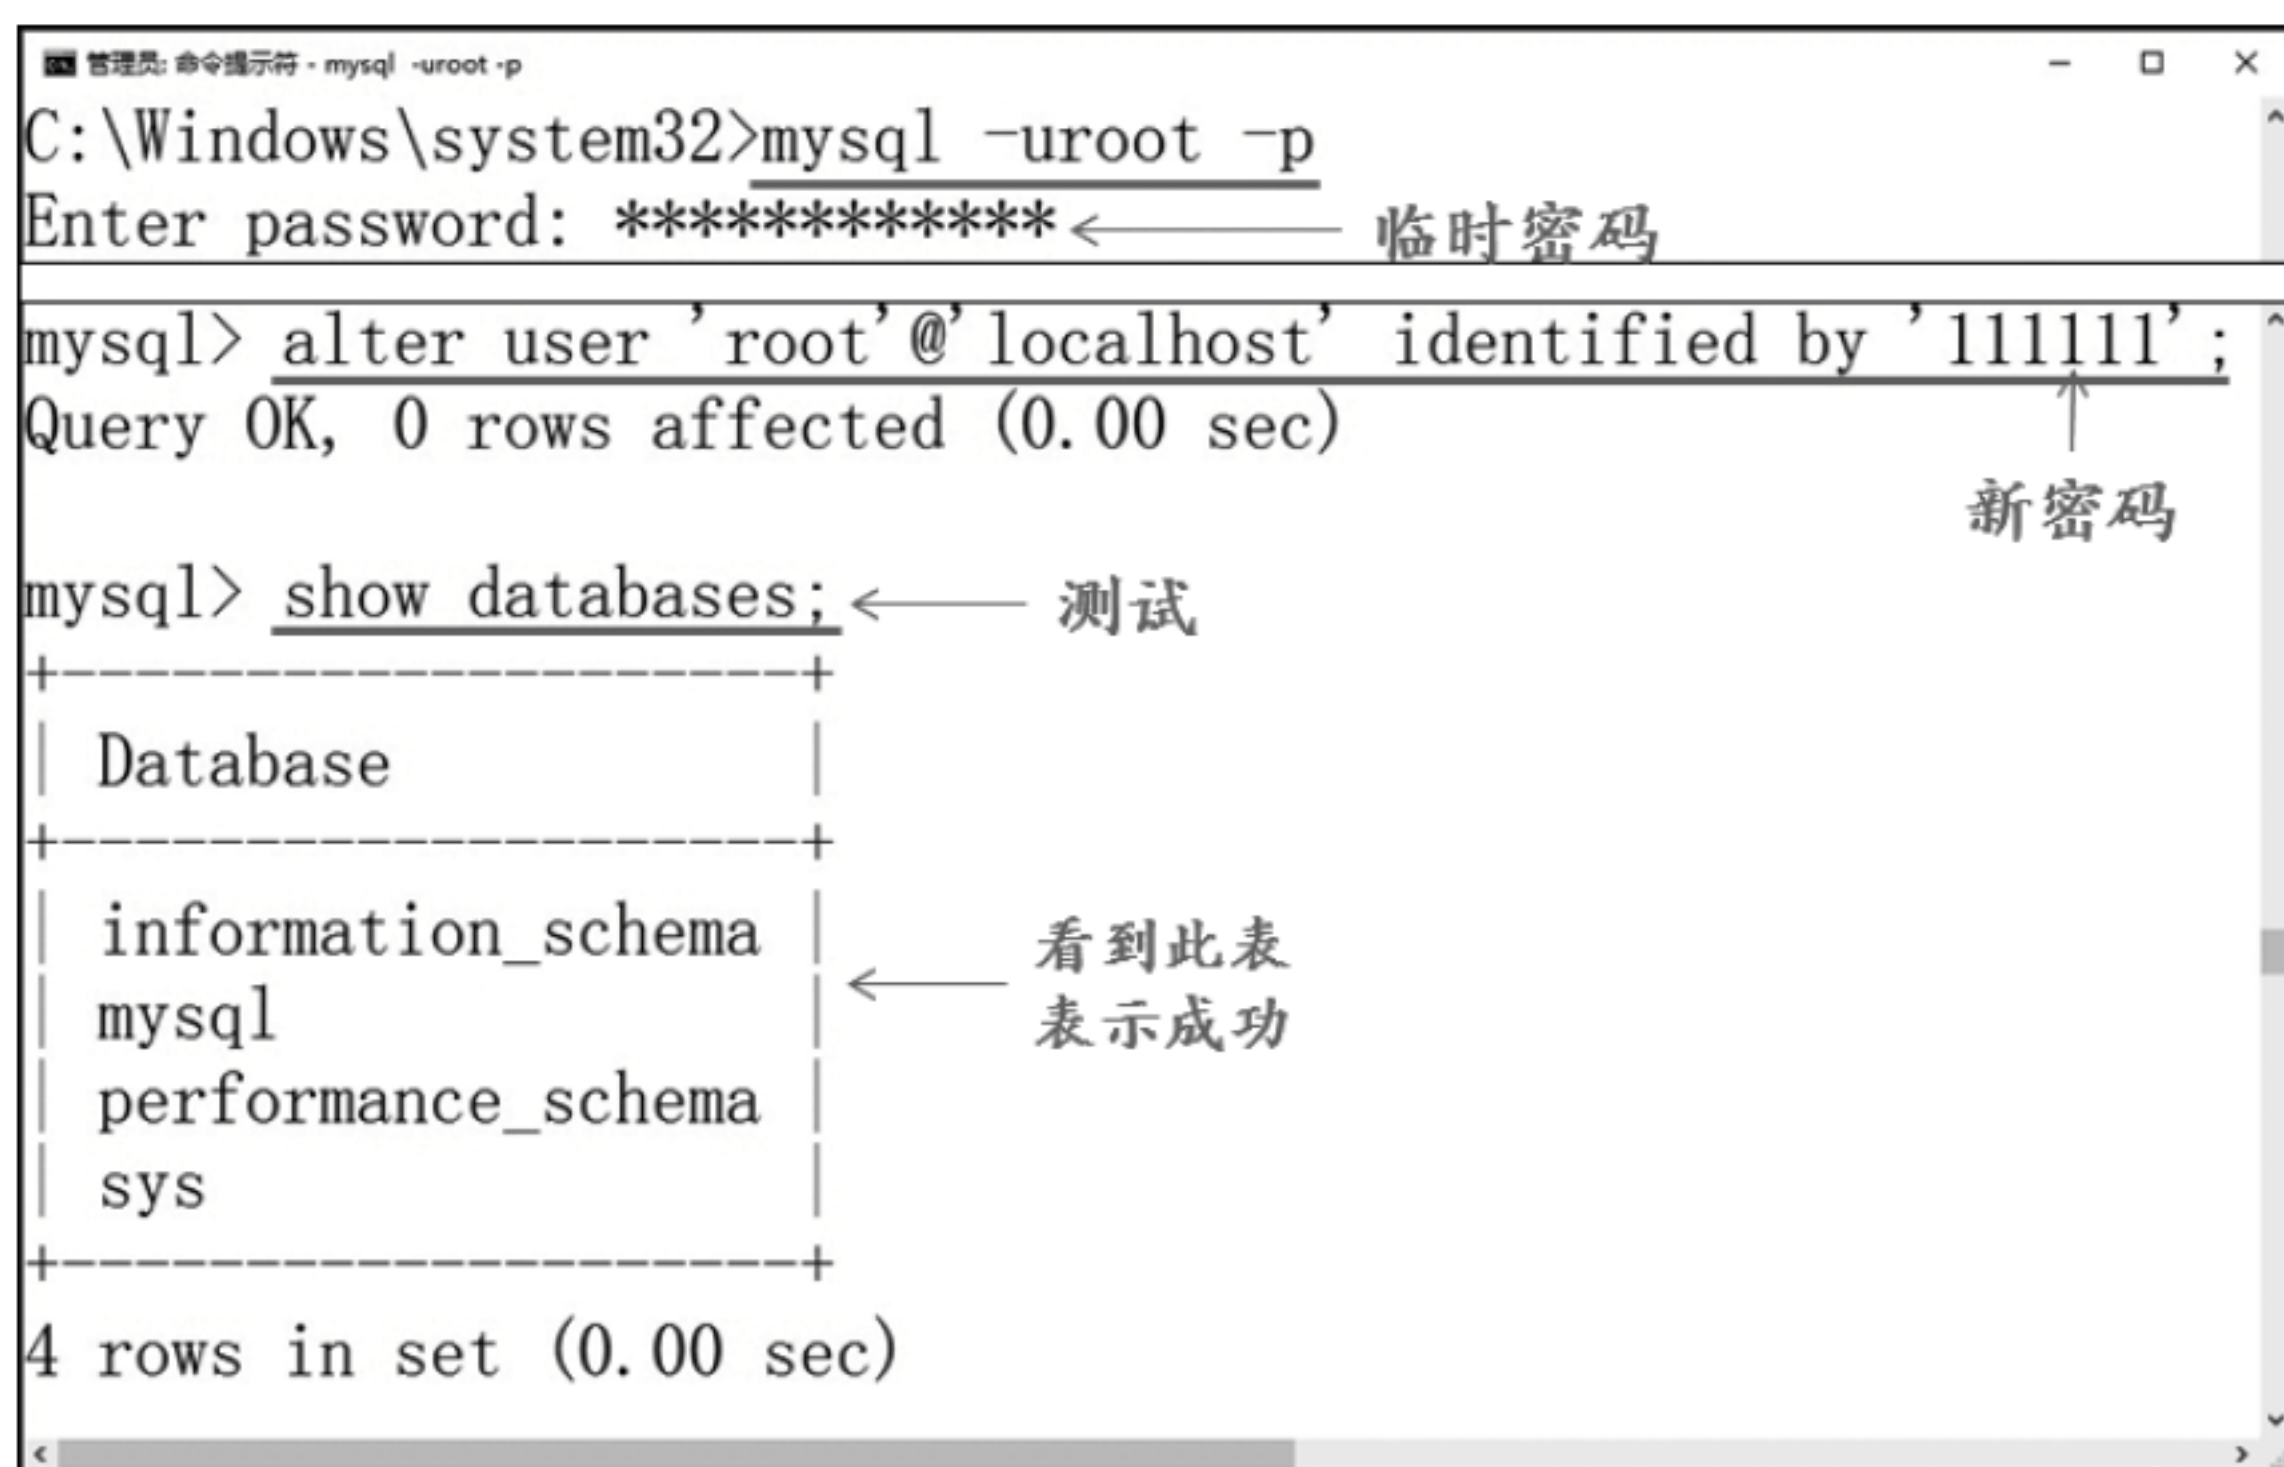 管理员: 命令提示符 - mysql -uroot -p
C:\Windows\system32>mysql -uroot -p
Enter password: ************ 临时密码
mysql> alter user 'root'@'localhost' identified by '111111';
Query OK, 0 rows affected (0.00 sec)
新密码
mysql> show databases; 测试
+--------------------+
| Database |
+--------------------+
| information_schema |
看到此表
| mysql |
表示成功
| performance_schema |
| sys |
+--------------------+
4 rows in set (0.00 sec)